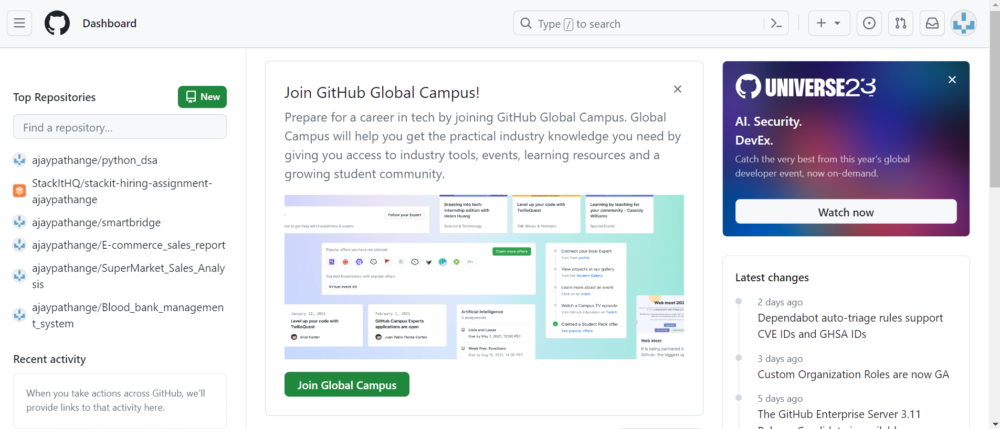 Dashboard
Type / to search
Top Repositories
New
Find a repository...
ajaypathange/python_dsa
StackItHQ/stackit-hiring-assignment-
ajaypathange
ajaypathange/smartbridge
ajaypathange/E-commerce_sales_report
ajaypathange/SuperMarket_Sales_Analy
sis
ajaypathange/Blood_bank_managemen
t_system
Recent activity
When you take actions across GitHub, we'll
provide links to that activity here.
Join GitHub Global Campus!
Prepare for a career in tech by joining GitHub Global Campus. Global
Campus will help you get the practical industry knowledge you need by
giving you access to industry tools, events, learning resources and a
growing student community.
Follow your Expert
to get help with hackathons & events.
Breaking into tech:
internship edition with
Helen Huang
Science & Technology
Level up your code with
TwilioQuest
Talk Shows & Podcasts
Learning by teaching for
your community - Cassidy
Williams
Special Events
Popular offers you have not claimed:
Claim more offers
20+
Curated Experiences with popular offers:
Virtual event kit
Connect your local Expert
Visit their profile
View projects at our gallery
Visit the Student Gallery
Learn more about an event
Click on an event
Watch a Campus TV episode
Visit GitHub Education on Twitch
Claimed a Student Pack offer
See popular offers
January 22, 2021
Level up your code with
TwilioQuest
Ariel Kanter
February 1, 2021
GitHub Campus Experts
applications are open
Juan Pablo Flores Cortés
Artificial Intelligence
6 assignments
Lists and Loops
Due by May 1, 2021, 12:00 PST
Week Five: Functions
Due by Aug 15, 2021, 14:00 PST
Web meet 202
Web Meet
It is being partnered b
Github- the biggest op
Join Global Campus
UNIVERSE23
AI. Security.
DevEx.
Catch the very best from this year's global
developer event, now on-demand.
Watch now
Latest changes
2 days ago
Dependabot auto-triage rules support
CVE IDs and GHSA IDs
3 days ago
Custom Organization Roles are now GA
5 days ago
The GitHub Enterprise Server 3.11